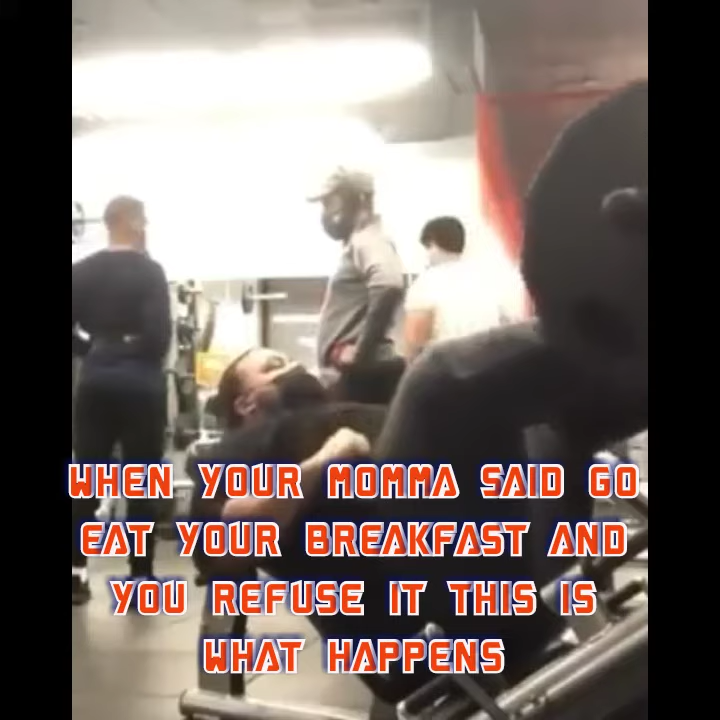 WHEN YOUR MOMMA SAID GO
EAT YOUR BREAKFAST AND
YOU REFUSE IT THIS IS
WHAT HAPPENS